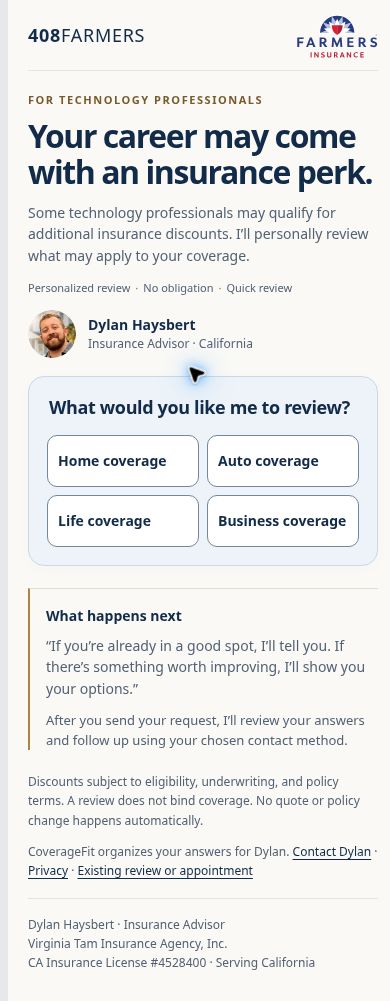 408FARMERS
FARMERS
INSURANCE
FOR TECHNOLOGY PROFESSIONALS
Your career may come
with an insurance perk.
Some technology professionals may qualify for
additional insurance discounts. I’ll personally review
what may apply to your coverage.
Personalized review · No obligation · Quick review
Dylan Haysbert
Insurance Advisor · California
What would you like me to review?
Home coverage
Auto coverage
Life coverage
Business coverage
What happens next
“If you’re already in a good spot, I’ll tell you. If
there’s something worth improving, I’ll show you
your options.”
After you send your request, I’ll review your answers
and follow up using your chosen contact method.
Discounts subject to eligibility, underwriting, and policy
terms. A review does not bind coverage. No quote or policy
change happens automatically.
CoverageFit organizes your answers for Dylan. Contact Dylan ·
Privacy · Existing review or appointment
Dylan Haysbert · Insurance Advisor
Virginia Tam Insurance Agency, Inc.
CA Insurance License #4528400 · Serving California